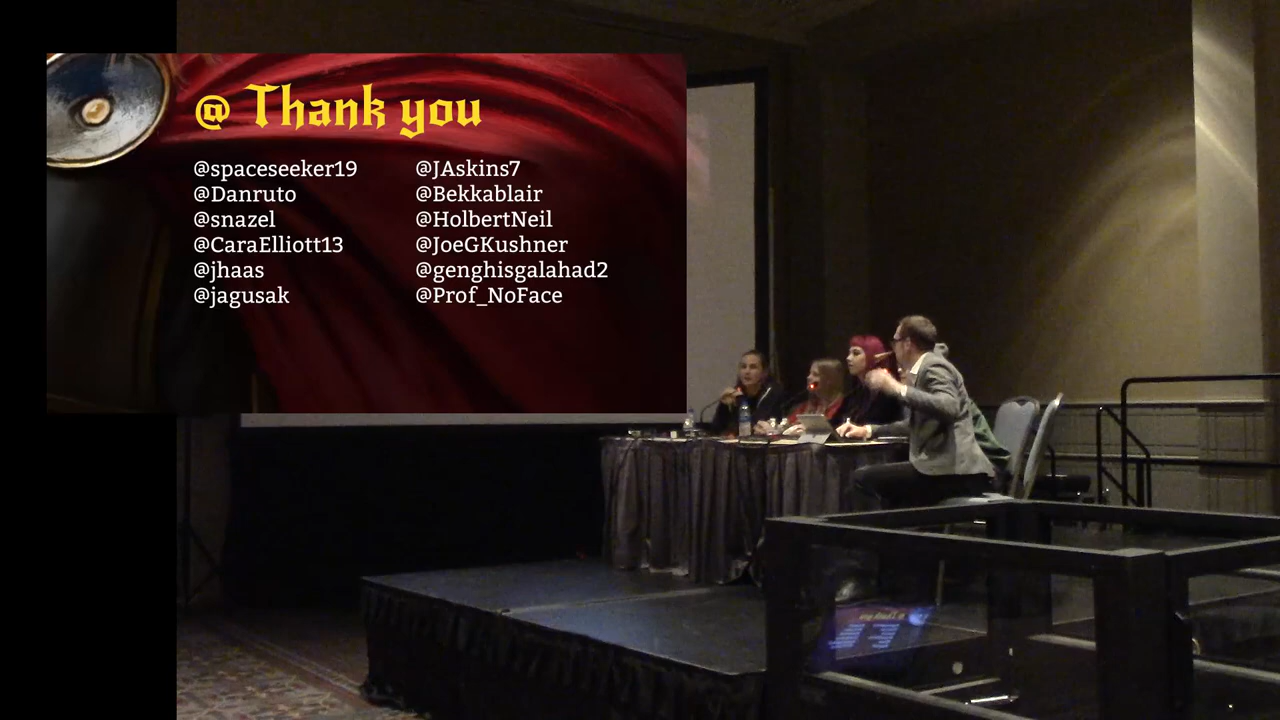 @ Thank you
@spaceseeker19
@Danruto
@snazel
@CaraElliott13
@jhaas
@jagusak
@JAskins7
@Bekkablair
@HolbertNeil
@JoeGKushner
@genghisgalahad2
@Prof_NoFace